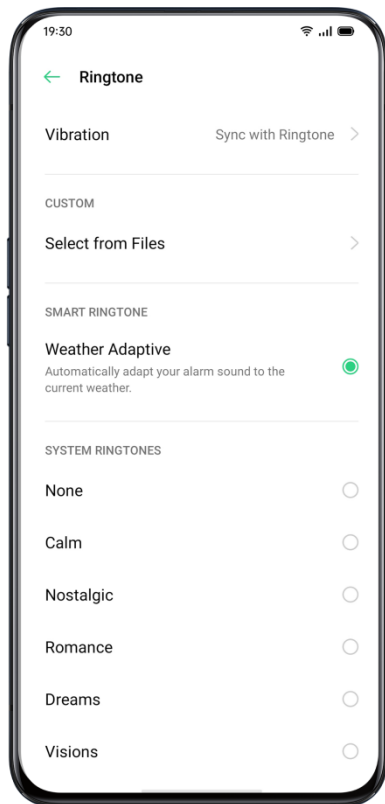 19:30
Ringtone
Vibration Sync with Ringtone
CUSTOM
Select from Files
SMART RINGTONE
Weather Adaptive
Automatically adapt your alarm sound to the
current weather.
SYSTEM RINGTONES
None
Calm
Nostalgic
Romance
Dreams
Visions